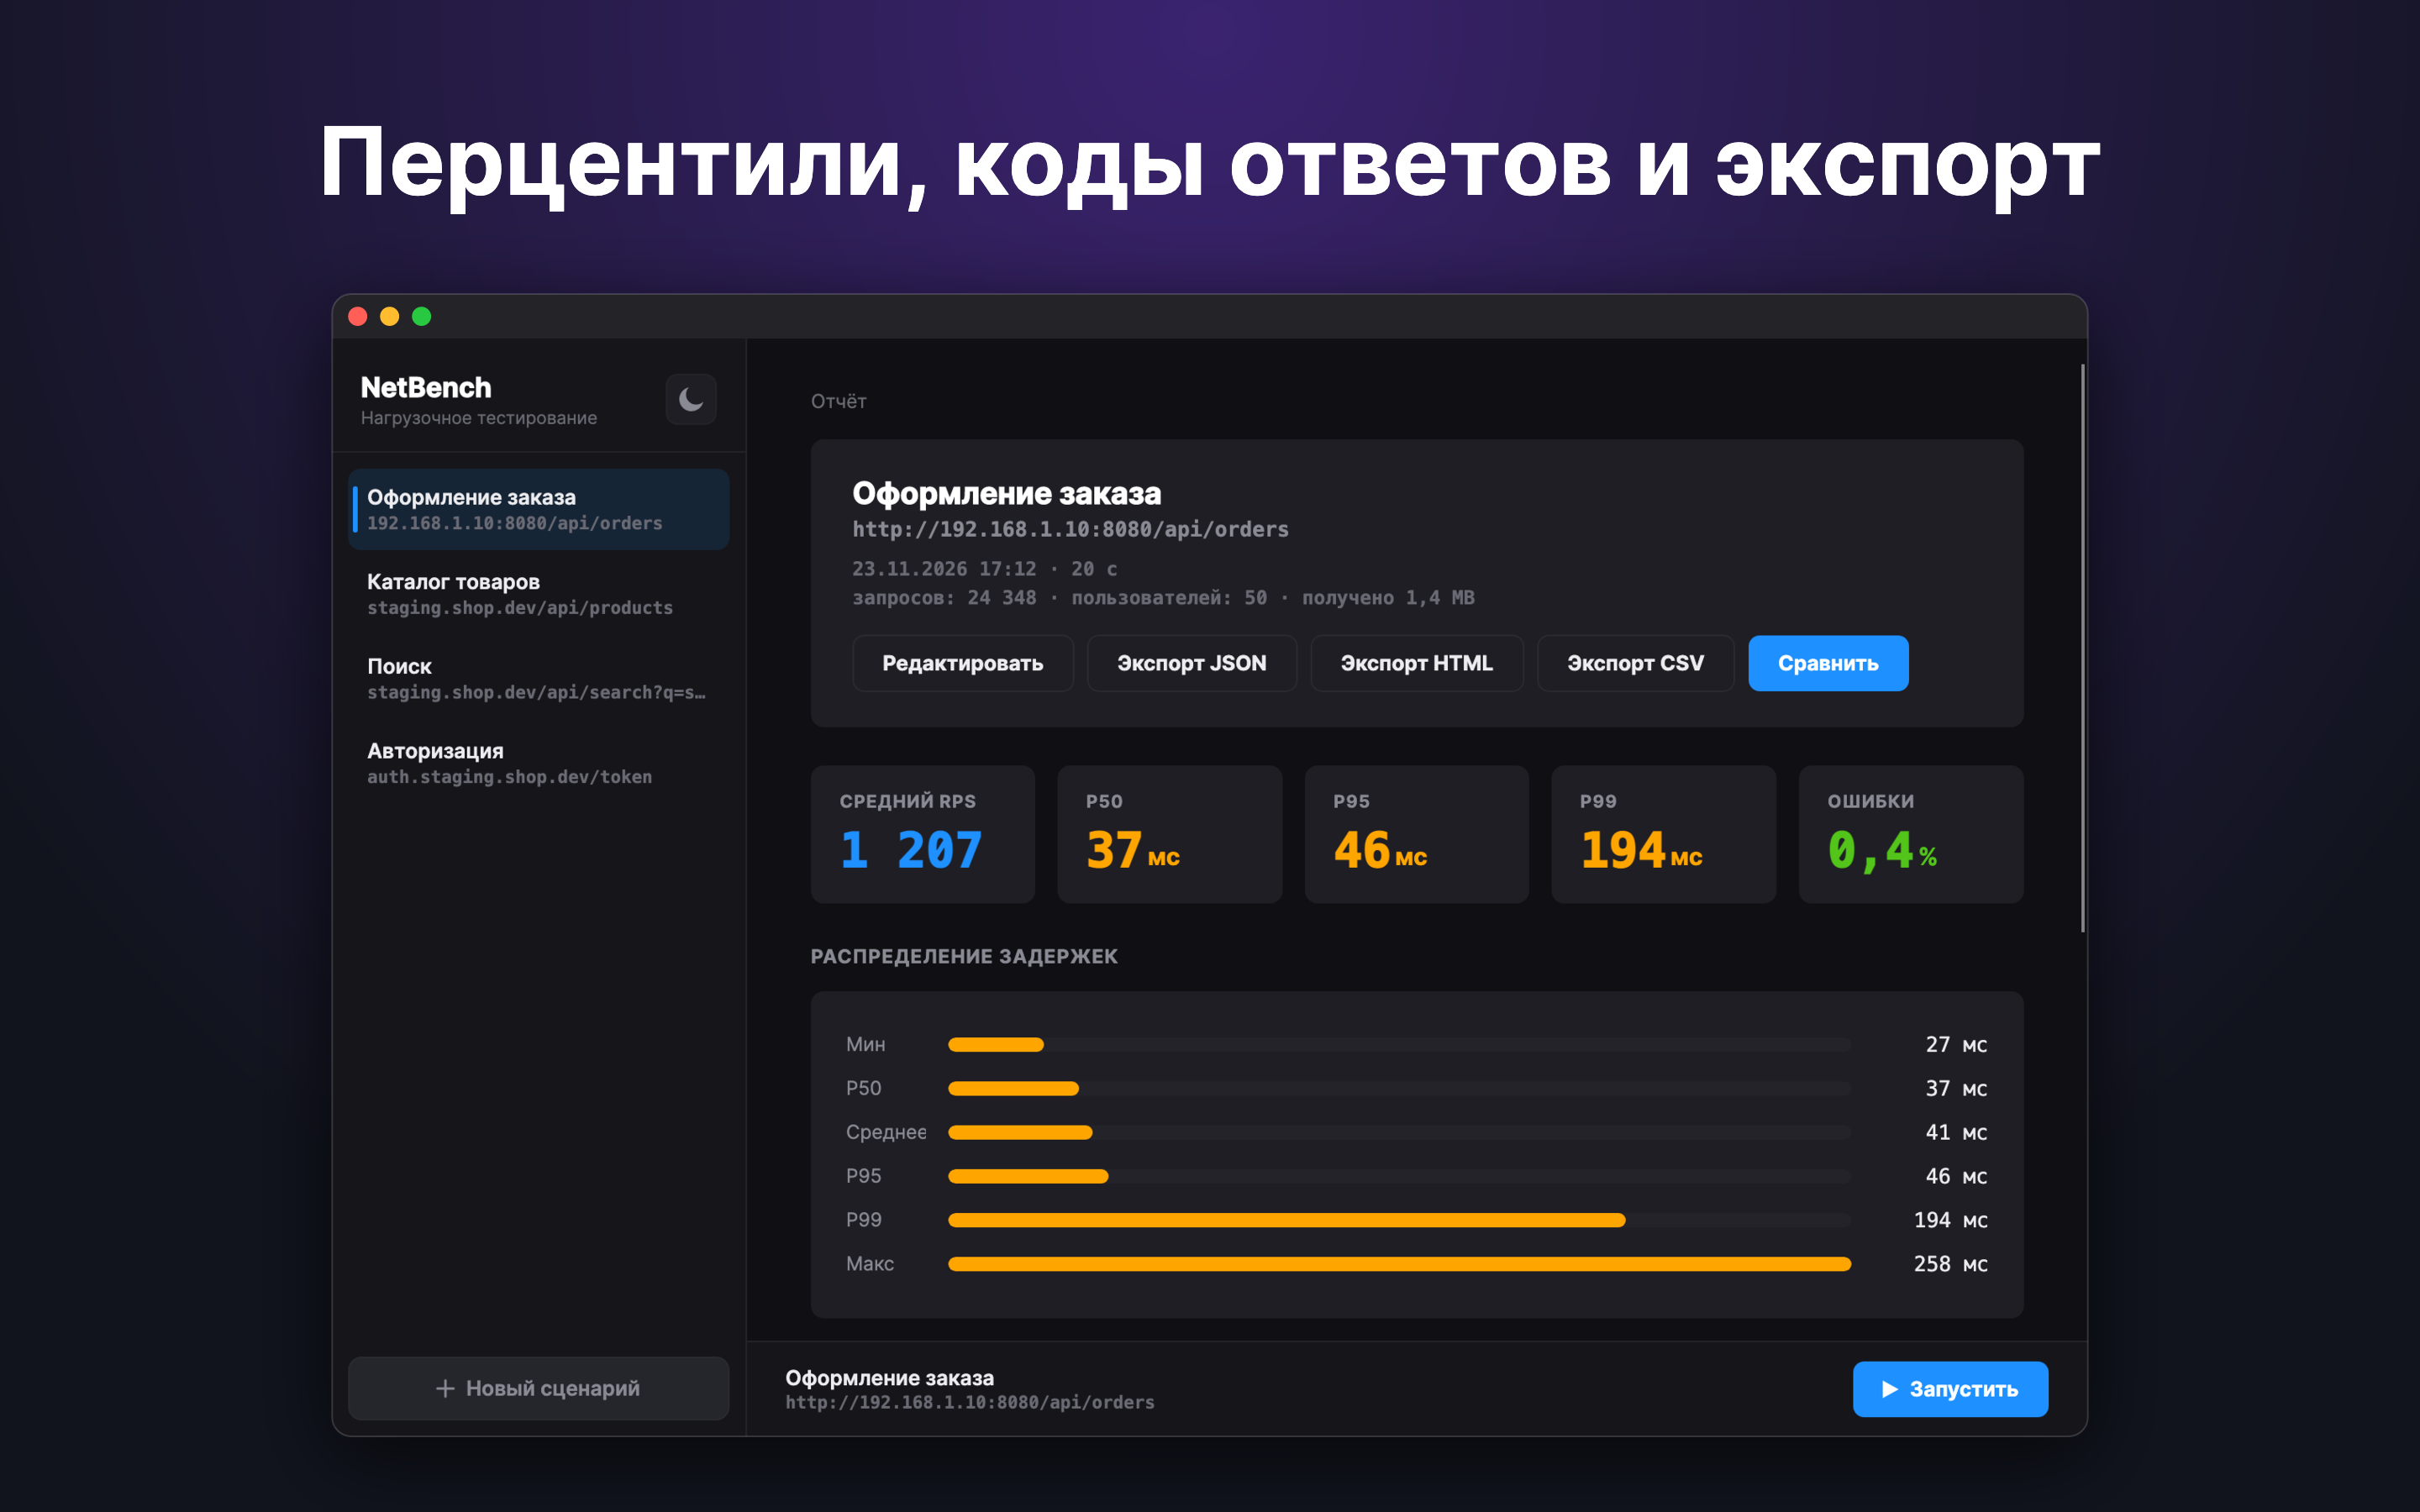 Перцентили, коды ответов и экспорт
NetBench
Нагрузочное тестирование
Оформление заказа
192.168.1.10:8080/api/orders
Каталог товаров
staging.shop.dev/api/products
Поиск
staging.shop.dev/api/search?q=s…
Авторизация
auth.staging.shop.dev/token
+ Новый сценарий
Отчёт
Оформление заказа
http://192.168.1.10:8080/api/orders
23.11.2026 17:12 · 20 с
запросов: 24 348 · пользователей: 50 · получено 1,4 MB
Редактировать Экспорт JSON Экспорт HTML Экспорт CSV Сравнить
СРЕДНИЙ RPS P50 P95 P99 ОШИБКИ
1 207 37 мс 46 мс 194 мс 0,4 %
РАСПРЕДЕЛЕНИЕ ЗАДЕРЖЕК
Мин 27 мс
P50 37 мс
Среднее 41 мс
P95 46 мс
P99 194 мс
Макс 258 мс
Оформление заказа
http://192.168.1.10:8080/api/orders
Запустить